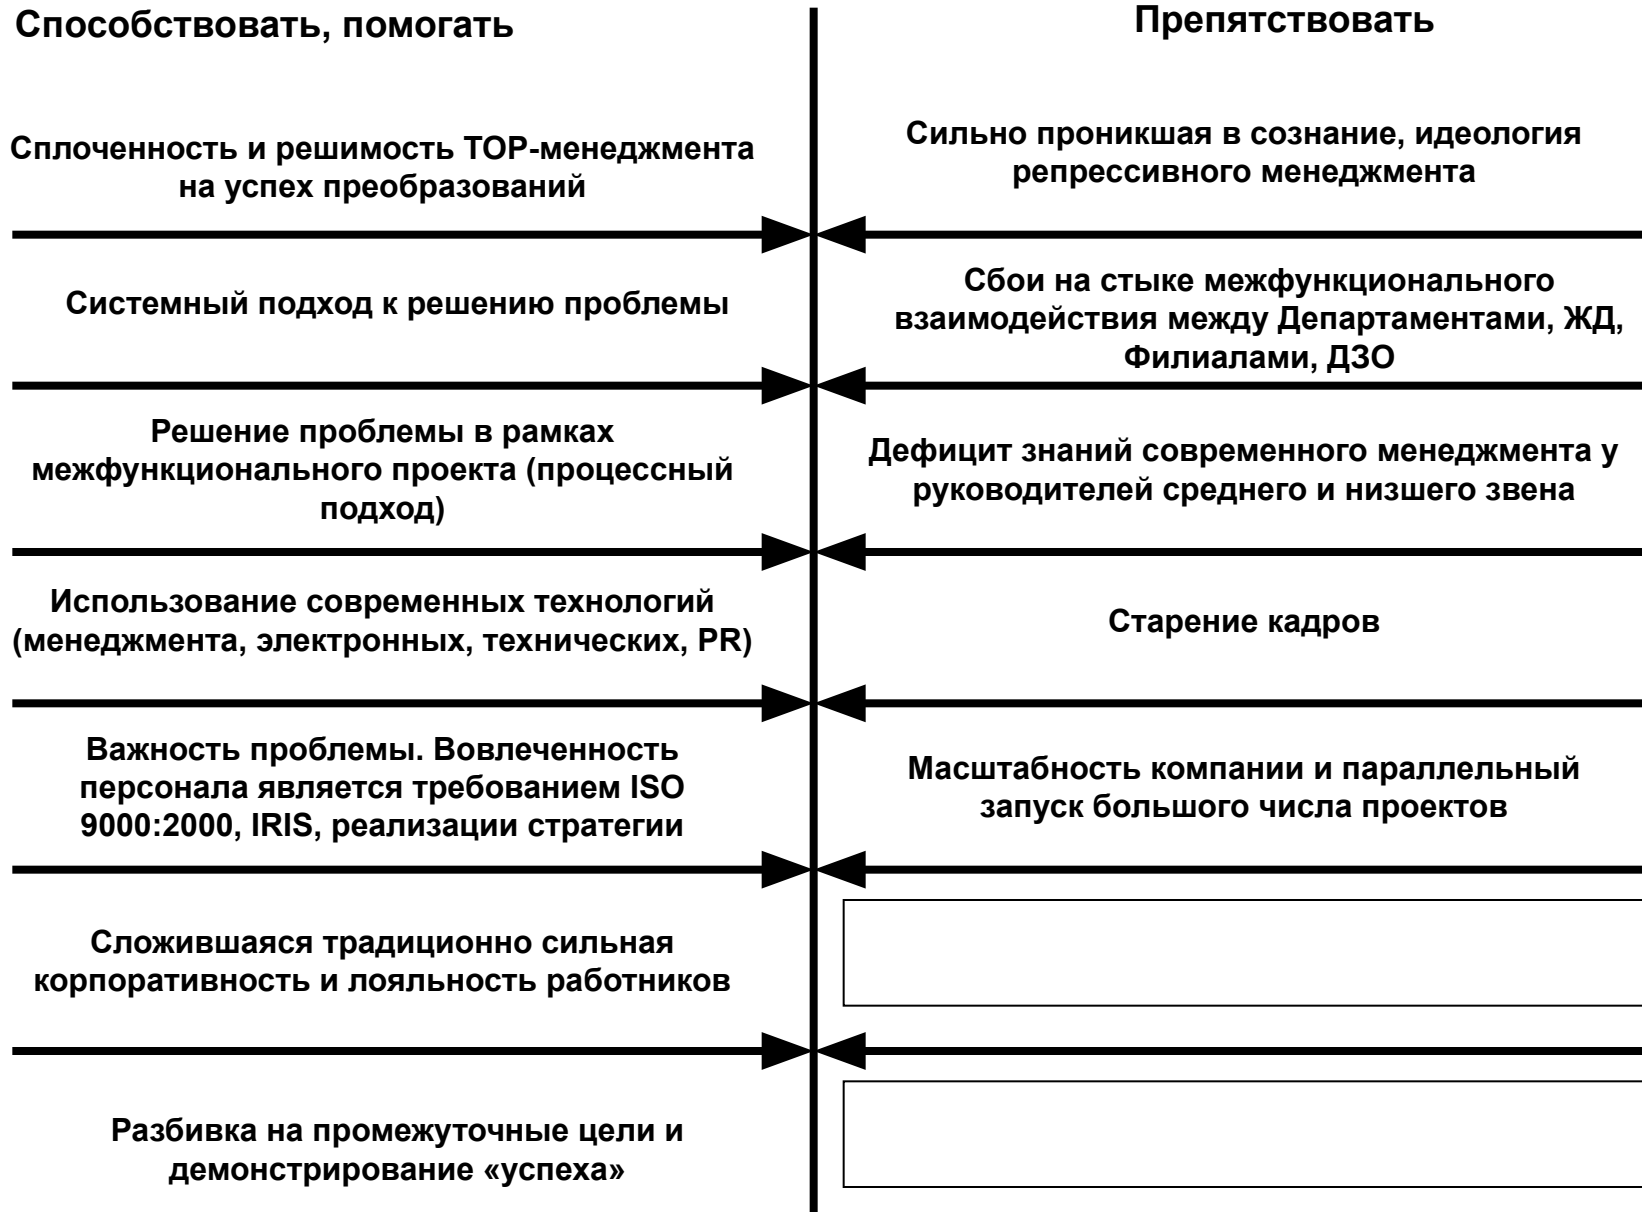 Способствовать, помогать
Препятствовать
Сплоченность и решимость TOP-менеджмента
на успех преобразований
Сильно проникшая в сознание, идеология
репрессивного менеджмента
Системный подход к решению проблемы
Сбои на стыке межфункционального
взаимодействия между Департаментами, ЖД,
Филиалами, ДЗО
Решение проблемы в рамках
межфункционального проекта (процессный
подход)
Дефицит знаний современного менеджмента у
руководителей среднего и низшего звена
Использование современных технологий
(менеджмента, электронных, технических, PR)
Старение кадров
Важность проблемы. Вовлеченность
персонала является требованием ISO
9000:2000, IRIS, реализации стратегии
Масштабность компании и параллельный
запуск большого числа проектов
Сложившаяся традиционно сильная
корпоративность и лояльность работников
Разбивка на промежуточные цели и
демонстрирование «успеха»